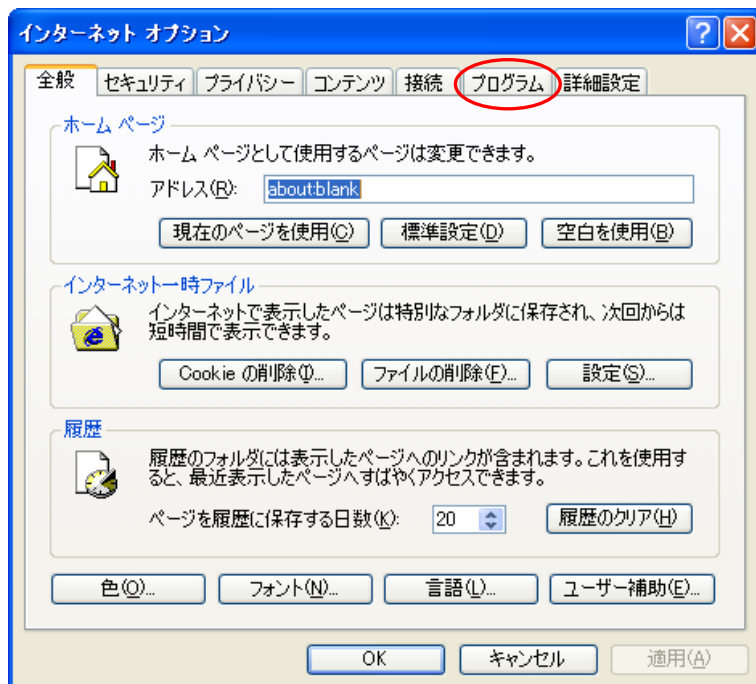 インターネット オプション
全般 セキュリティ プライバシー コンテンツ 接続 プログラム 詳細設定
ホーム ページ
ホーム ページとして使用するページは変更できます。
アドレス(R): about:blank
現在のページを使用(C) 標準設定(D) 空白を使用(B)
インターネット一時ファイル
インターネットで表示したページは特別なフォルダに保存され、次回からは
短時間で表示できます。
Cookie の削除(I)... ファイルの削除(F)... 設定(S)...
履歴
履歴のフォルダには表示したページへのリンクが含まれます。これを使用す
ると、最近表示したページへすばやくアクセスできます。
ページを履歴に保存する日数(K): 20 履歴のクリア(H)
色(O)... フォント(N)... 言語(L)... ユーザー補助(E)...
OK キャンセル 適用(A)